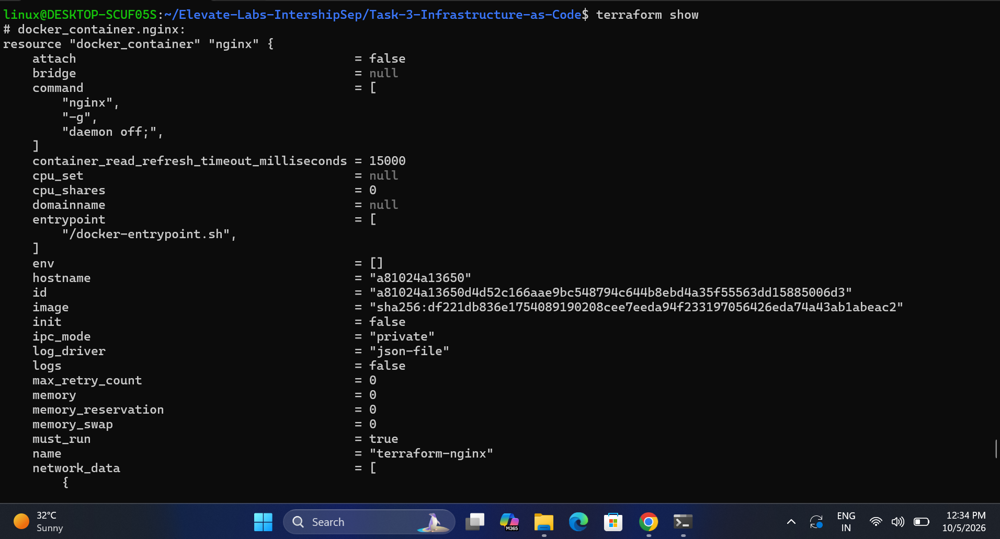 linux@DESKTOP-SCUF05S:~/Elevate-Labs-IntershipSep/Task-3-Infrastructure-as-Code$ terraform show
# docker_container.nginx:
resource "docker_container" "nginx" {
    attach                                      = false
    bridge                                      = null
    command                                     = [
        "nginx",
        "-g",
        "daemon off;",
    ]
    container_read_refresh_timeout_milliseconds = 15000
    cpu_set                                     = null
    cpu_shares                                  = 0
    domainname                                  = null
    entrypoint                                  = [
        "/docker-entrypoint.sh",
    ]
    env                                         = []
    hostname                                    = "a81024a13650"
    id                                          = "a81024a13650d4d52c166aae9bc548794c644b8ebd4a35f55563dd15885006d3"
    image                                       = "sha256:df221db836e1754089190208cee7eeda94f233197056426eda74a43ab1abeac2"
    init                                        = false
    ipc_mode                                    = "private"
    log_driver                                  = "json-file"
    logs                                        = false
    max_retry_count                             = 0
    memory                                      = 0
    memory_reservation                          = 0
    memory_swap                                 = 0
    must_run                                    = true
    name                                        = "terraform-nginx"
    network_data                                = [
        {
32°C
Sunny
Search
M365
ENG
IN
12:34 PM
10/5/2026